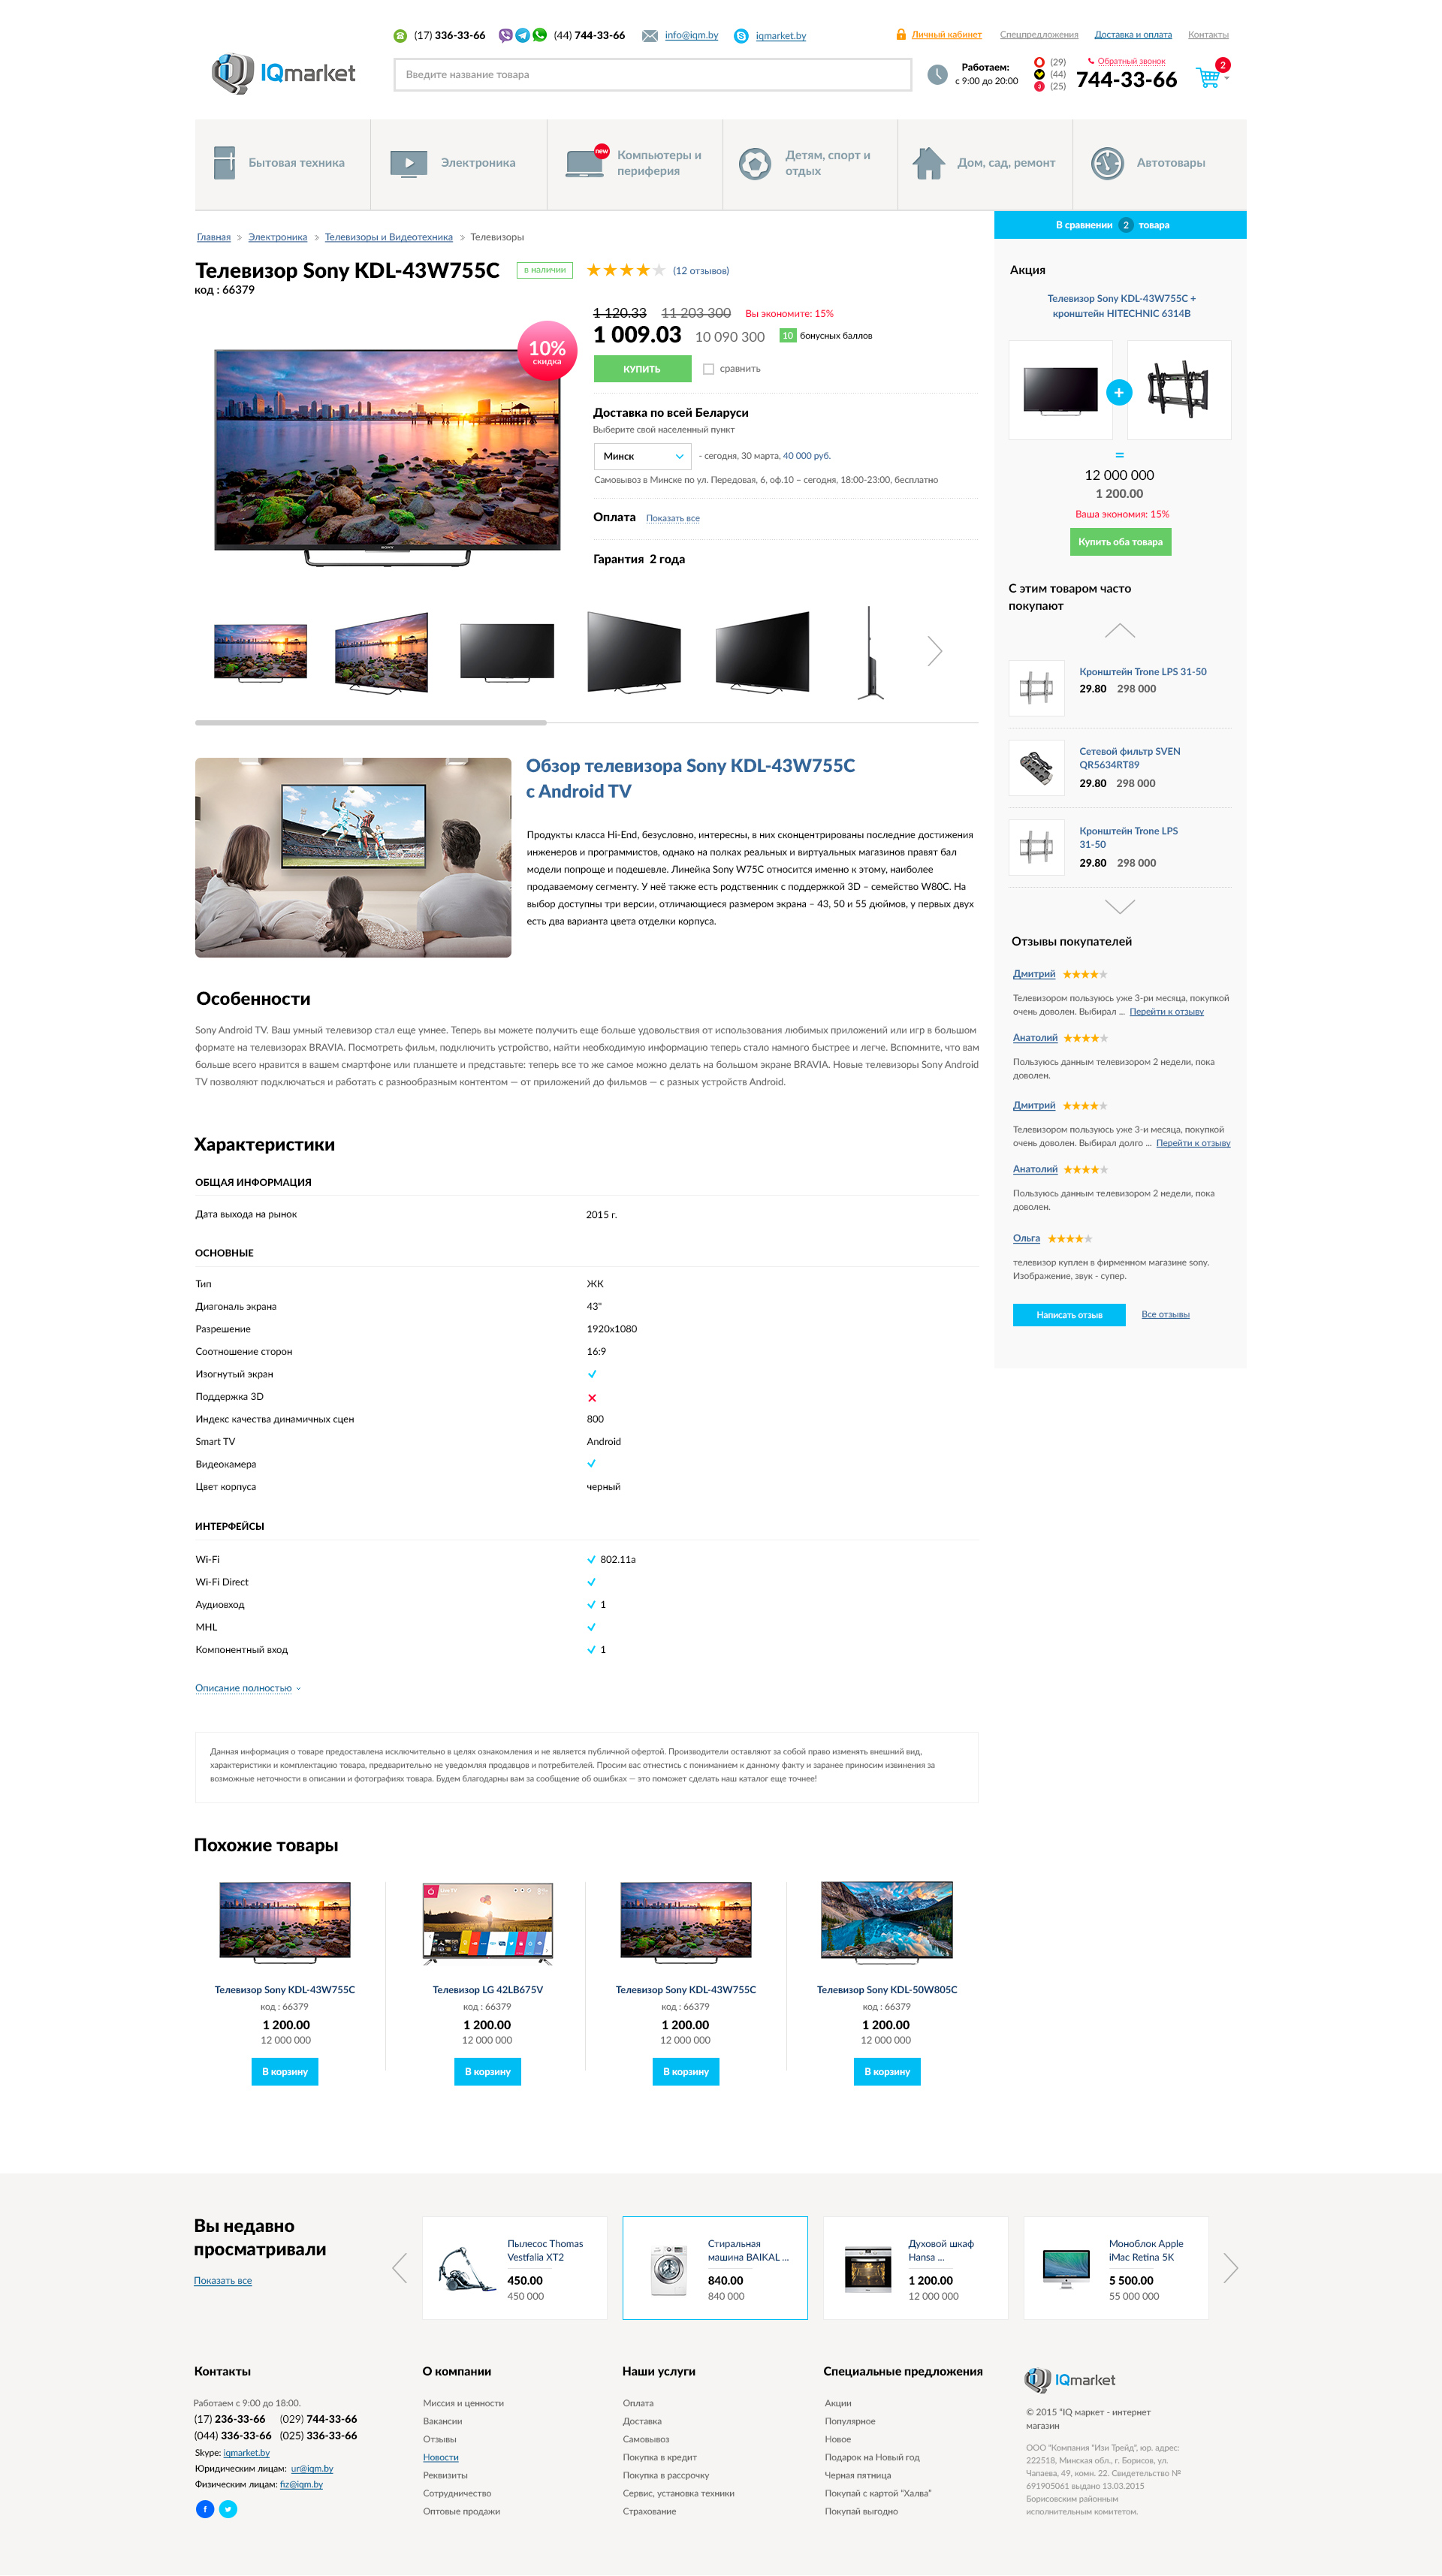 (17) 336-33-66
(44) 744-33-66
info@iqm.by
iqmarket.by
Личный кабинет
Спецпредложения
Доставка и оплата
Контакты
IQmarket
Введите название товара
Работаем:
с 9:00 до 20:00
(29)
(44)
(25)
Обратный звонок
744-33-66
2
Бытовая техника
Электроника
new
Компьютеры и
периферия
Детям, спорт и
отдых
Дом, сад, ремонт
Автотовары
В сравнении 2 товара
Главная
Электроника
Телевизоры и Видеотехника
Телевизоры
Телевизор Sony KDL-43W755C
в наличии
(12 отзывов)
код : 66379
10%
скидка
SONY
1 120.33 11 203 300 Вы экономите: 15%
1 009.03 10 090 300 10 бонусных баллов
КУПИТЬ
сравнить
Доставка по всей Беларуси
Выберите свой населенный пункт
Минск
- сегодня, 30 марта, 40 000 руб.
Самовывоз в Минске по ул. Передовая, 6, оф.10 – сегодня, 18:00-23:00, бесплатно
Оплата Показать все
Гарантия 2 года
Обзор телевизора Sony KDL-43W755C
с Android TV
Продукты класса Hi-End, безусловно, интересны, в них сконцентрированы последние достижения
инженеров и программистов, однако на полках реальных и виртуальных магазинов правят бал
модели попроще и подешевле. Линейка Sony W75C относится именно к этому, наиболее
продаваемому сегменту. У неё также есть родственник с поддержкой 3D – семейство W80C. На
выбор доступны три версии, отличающиеся размером экрана – 43, 50 и 55 дюймов, у первых двух
есть два варианта цвета отделки корпуса.
Особенности
Sony Android TV. Ваш умный телевизор стал еще умнее. Теперь вы можете получить еще больше удовольствия от использования любимых приложений или игр в большом
формате на телевизорах BRAVIA. Посмотреть фильм, подключить устройство, найти необходимую информацию теперь стало намного быстрее и легче. Вспомните, что вам
больше всего нравится в вашем смартфоне или планшете и представьте: теперь все то же самое можно делать на большом экране BRAVIA. Новые телевизоры Sony Android
TV позволяют подключаться и работать с разнообразным контентом — от приложений до фильмов — с разных устройств Android.
Характеристики
ОБЩАЯ ИНФОРМАЦИЯ
Дата выхода на рынок 2015 г.
ОСНОВНЫЕ
Тип ЖК
Диагональ экрана 43"
Разрешение 1920x1080
Соотношение сторон 16:9
Изогнутый экран
Поддержка 3D
Индекс качества динамичных сцен 800
Smart TV Android
Видеокамера
Цвет корпуса черный
ИНТЕРФЕЙСЫ
Wi-Fi 802.11a
Wi-Fi Direct
Аудиовход 1
MHL
Компонентный вход 1
Описание полностью
Данная информация о товаре предоставлена исключительно в целях ознакомления и не является публичной офертой. Производители оставляют за собой право изменять внешний вид,
характеристики и комплектацию товара, предварительно не уведомляя продавцов и потребителей. Просим вас отнестись с пониманием к данному факту и заранее приносим извинения за
возможные неточности в описании и фотографиях товара. Будем благодарны вам за сообщение об ошибках — это поможет сделать наш каталог еще точнее!
Акция
Телевизор Sony KDL-43W755C +
кронштейн HITECHNIC 6314B
+
=
12 000 000
1 200.00
Ваша экономия: 15%
Купить оба товара
С этим товаром часто
покупают
Кронштейн Trone LPS 31-50
29.80 298 000
Сетевой фильтр SVEN
QR5634RT89
29.80 298 000
Кронштейн Trone LPS
31-50
29.80 298 000
Отзывы покупателей
Дмитрий
Телевизором пользуюсь уже 3-ри месяца, покупкой
очень доволен. Выбирал ... Перейти к отзыву
Анатолий
Пользуюсь данным телевизором 2 недели, пока
доволен.
Дмитрий
Телевизором пользуюсь уже 3-и месяца, покупкой
очень доволен. Выбирал долго ... Перейти к отзыву
Анатолий
Пользуюсь данным телевизором 2 недели, пока
доволен.
Ольга
телевизор куплен в фирменном магазине sony.
Изображение, звук - супер.
Написать отзыв
Все отзывы
Похожие товары
Телевизор Sony KDL-43W755C
код : 66379
1 200.00
12 000 000
В корзину
Телевизор LG 42LB675V
код : 66379
1 200.00
12 000 000
В корзину
Телевизор Sony KDL-43W755C
код : 66379
1 200.00
12 000 000
В корзину
Телевизор Sony KDL-50W805C
код : 66379
1 200.00
12 000 000
В корзину
Вы недавно
просматривали
Показать все
Пылесос Thomas
Vestfalia XT2
450.00
450 000
Стиральная
машина BAIKAL ...
840.00
840 000
Духовой шкаф
Hansa ...
1 200.00
12 000 000
Моноблок Apple
iMac Retina 5K
5 500.00
55 000 000
Контакты
Работаем с 9:00 до 18:00.
(17) 236-33-66 (029) 744-33-66
(044) 336-33-66 (025) 336-33-66
Skype: iqmarket.by
Юридическим лицам: ur@iqm.by
Физическим лицам: fiz@iqm.by
О компании
Миссия и ценности
Вакансии
Отзывы
Новости
Реквизиты
Сотрудничество
Оптовые продажи
Наши услуги
Оплата
Доставка
Самовывоз
Покупка в кредит
Покупка в рассрочку
Сервис, установка техники
Страхование
Специальные предложения
Акции
Популярное
Новое
Подарок на Новый год
Черная пятница
Покупай с картой "Халва"
Покупай выгодно
IQmarket
© 2015 "IQ маркет - интернет
магазин
ООО "Компания "Изи Трейд", юр. адрес:
222518, Минская обл., г. Борисов, ул.
Чапаева, 49, комн. 22. Свидетельство №
691905061 выдано 13.03.2015
Борисовским районным
исполнительным комитетом.